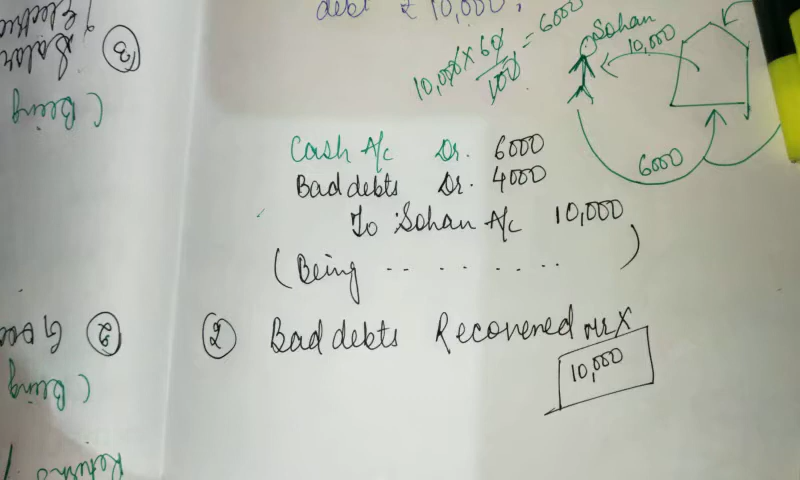 debt ₹ 10,000,
10,000 × 60/100 = 6000
Sohan
10,000
6000
Cash A/c Dr. 6000
Bad debts Dr. 4000
To Sohan A/c 10,000
(Being .. . . . . . . .. )
② Bad debts Recovered
10,000
③
(Being
②
(Being